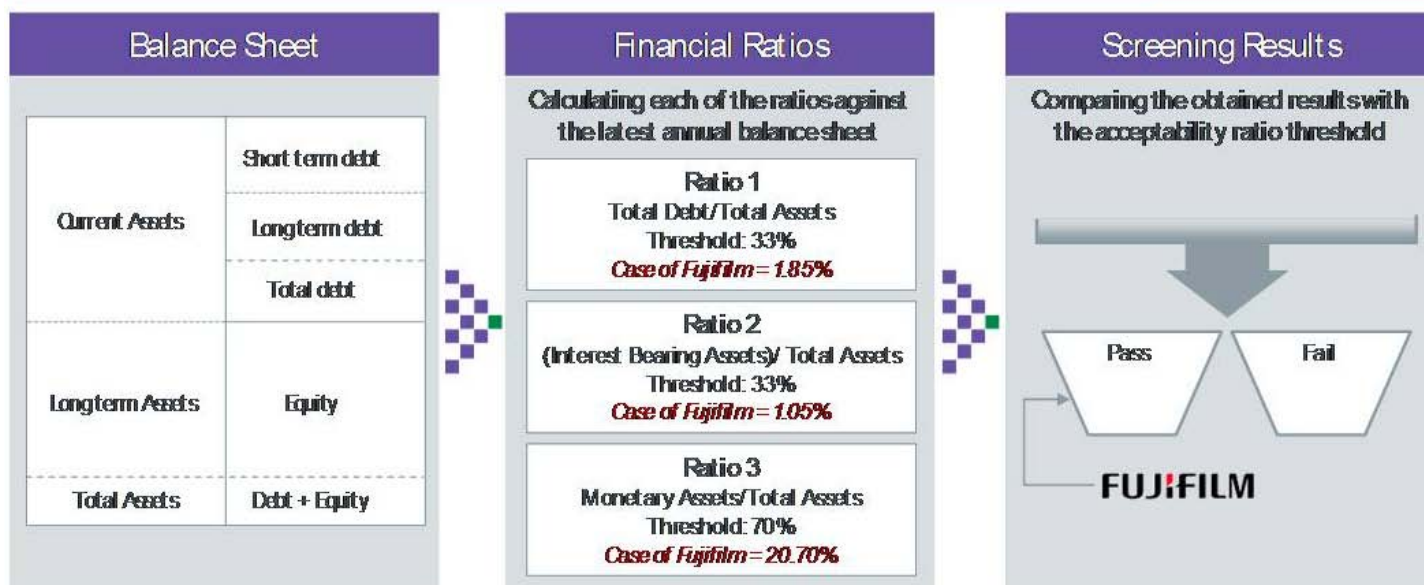 Balance Sheet
Current Assets
Short term debt
Long term debt
Total debt
Long term Assets
Equity
Total Assets
Debt + Equity
Financial Ratios
Calculating each of the ratios against
the latest annual balance sheet
Ratio 1
Total Debt/Total Assets
Threshold: 33%
Case of Fujifilm = 1.85%
Ratio 2
(Interest Bearing Assets)/ Total Assets
Threshold: 33%
Case of Fujifilm = 1.05%
Ratio 3
Monetary Assets/Total Assets
Threshold: 70%
Case of Fujifilm = 20.70%
Screening Results
Comparing the obtained results with
the acceptability ratio threshold
Pass
Fail
FUJIFILM